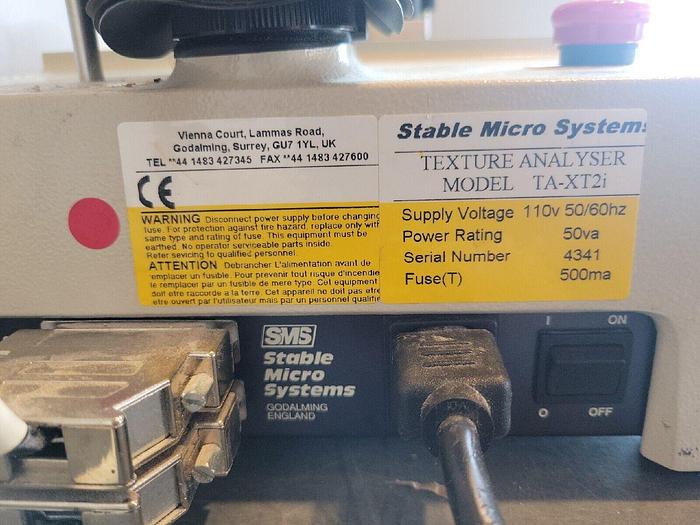 Vienna Court, Lammas Road,
Godalming, Surrey, GU7 1YL, UK
TEL **44 1483 427345 FAX **44 1483 427600
CE
WARNING Disconnect power supply before changing
fuse. For protection against fire hazard, replace only with
same type and rating of fuse. This equipment must be
earthed. No operator serviceable parts inside.
Refer servicing to qualified personnel.
ATTENTION Debrancher L'alimentation avant de
remplacer un fusible. Pour prevenir tout risque d'incendie
le remplacer par un fusible de mere type. Cet equipment
doit etre raccorde a la terre. Cet appareil ne doit pas etre
etre ouvert par l'utilisateur mais par un personnel qualifie
Stable Micro Systems
TEXTURE ANALYSER
MODEL TA-XT2i
Supply Voltage 110v 50/60hz
Power Rating 50va
Serial Number 4341
Fuse(T) 500ma
SMS
Stable
Micro
Systems
GODALMING
ENGLAND
I ON
O OFF